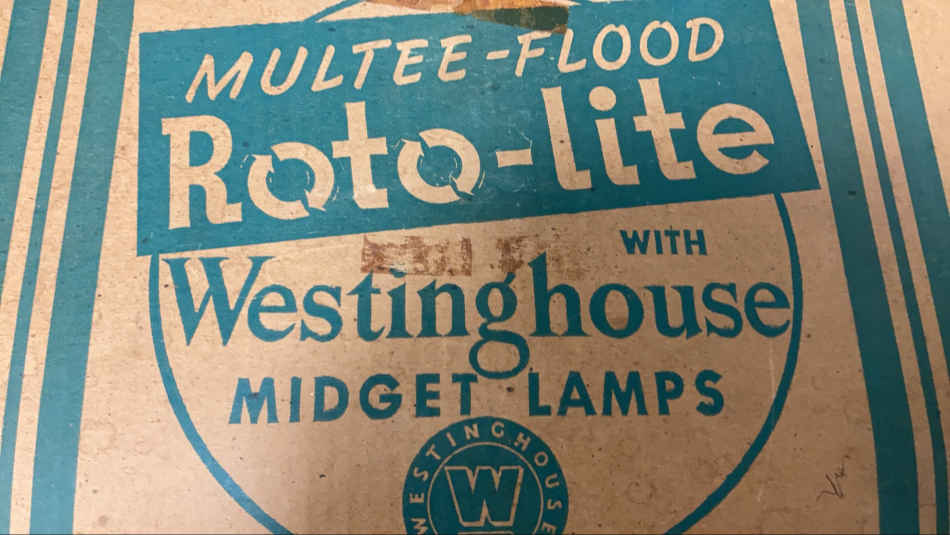 MULTEE-FLOOD
Roto-lite
WITH
Westinghouse
MIDGET LAMPS
WESTINGHOUSE
W